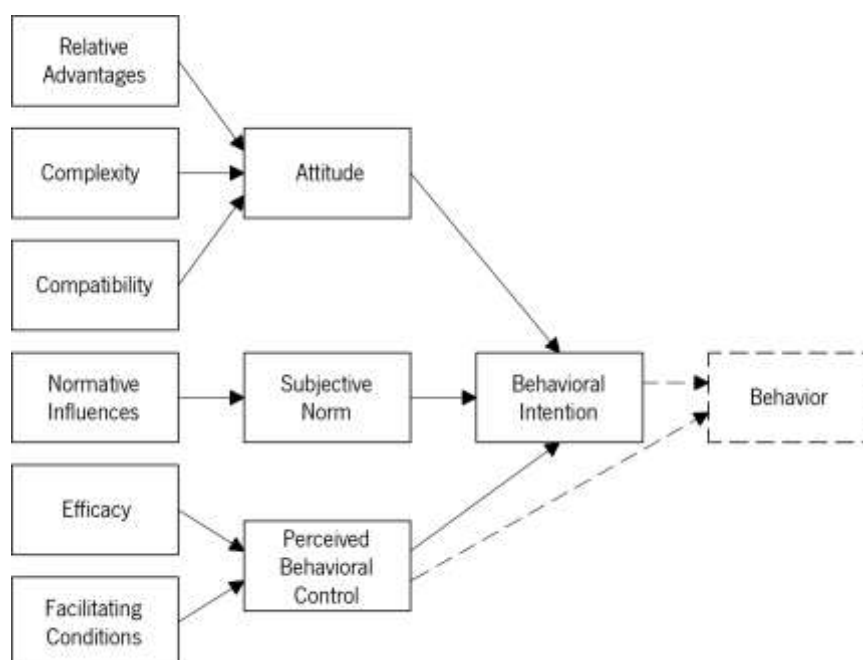 Relative
Advantages
Complexity
Attitude
Compatibility
Normative
Influences
Subjective
Norm
Behavioral
Intention
Behavior
Efficacy
Perceived
Behavioral
Control
Facilitating
Conditions